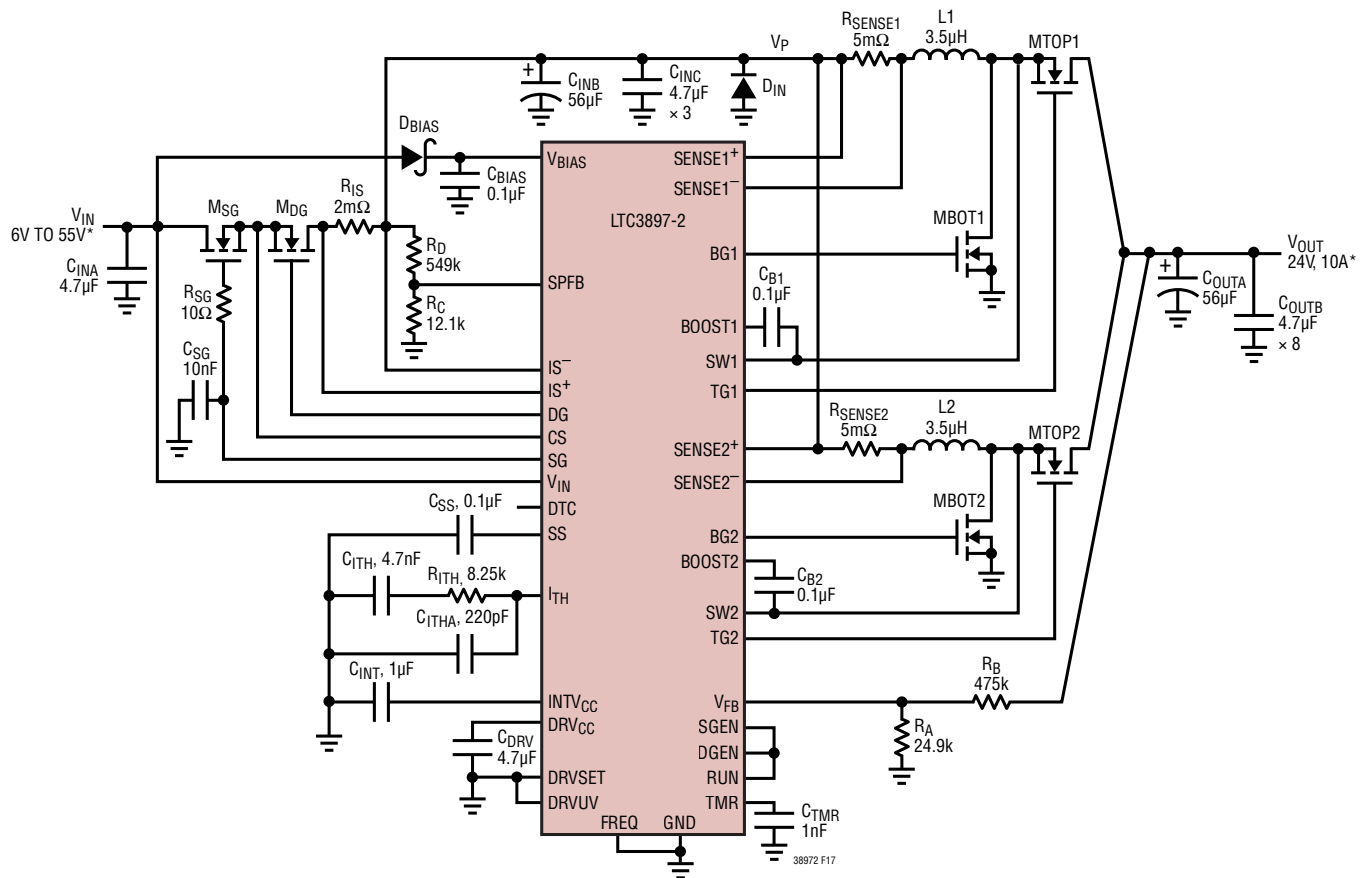 V_P
R_SENSE1
5mΩ
L1
3.5µH
MTOP1
+
C_INB
56µF
C_INC
4.7µF
× 3
D_IN
D_BIAS
C_BIAS
0.1µF
V_IN
6V TO 55V*
C_INA
4.7µF
M_SG
M_DG
R_IS
2mΩ
R_D
549k
R_C
12.1k
R_SG
10Ω
C_SG
10nF
LTC3897-2
V_BIAS
SPFB
IS⁻
IS⁺
DG
CS
SG
V_IN
DTC
SS
I_TH
INTV_CC
DRV_CC
DRVSET
DRVUV
FREQ
GND
SENSE1⁺
SENSE1⁻
BG1
BOOST1
SW1
TG1
SENSE2⁺
SENSE2⁻
BG2
BOOST2
SW2
TG2
V_FB
SGEN
DGEN
RUN
TMR
C_SS, 0.1µF
C_ITH, 4.7nF
R_ITH, 8.25k
C_ITHA, 220pF
C_INT, 1µF
C_DRV
4.7µF
MBOT1
C_B1
0.1µF
R_SENSE2
5mΩ
L2
3.5µH
MTOP2
MBOT2
C_B2
0.1µF
V_OUT
24V, 10A*
+
C_OUTA
56µF
C_OUTB
4.7µF
× 8
R_B
475k
R_A
24.9k
C_TMR
1nF
38972 F17